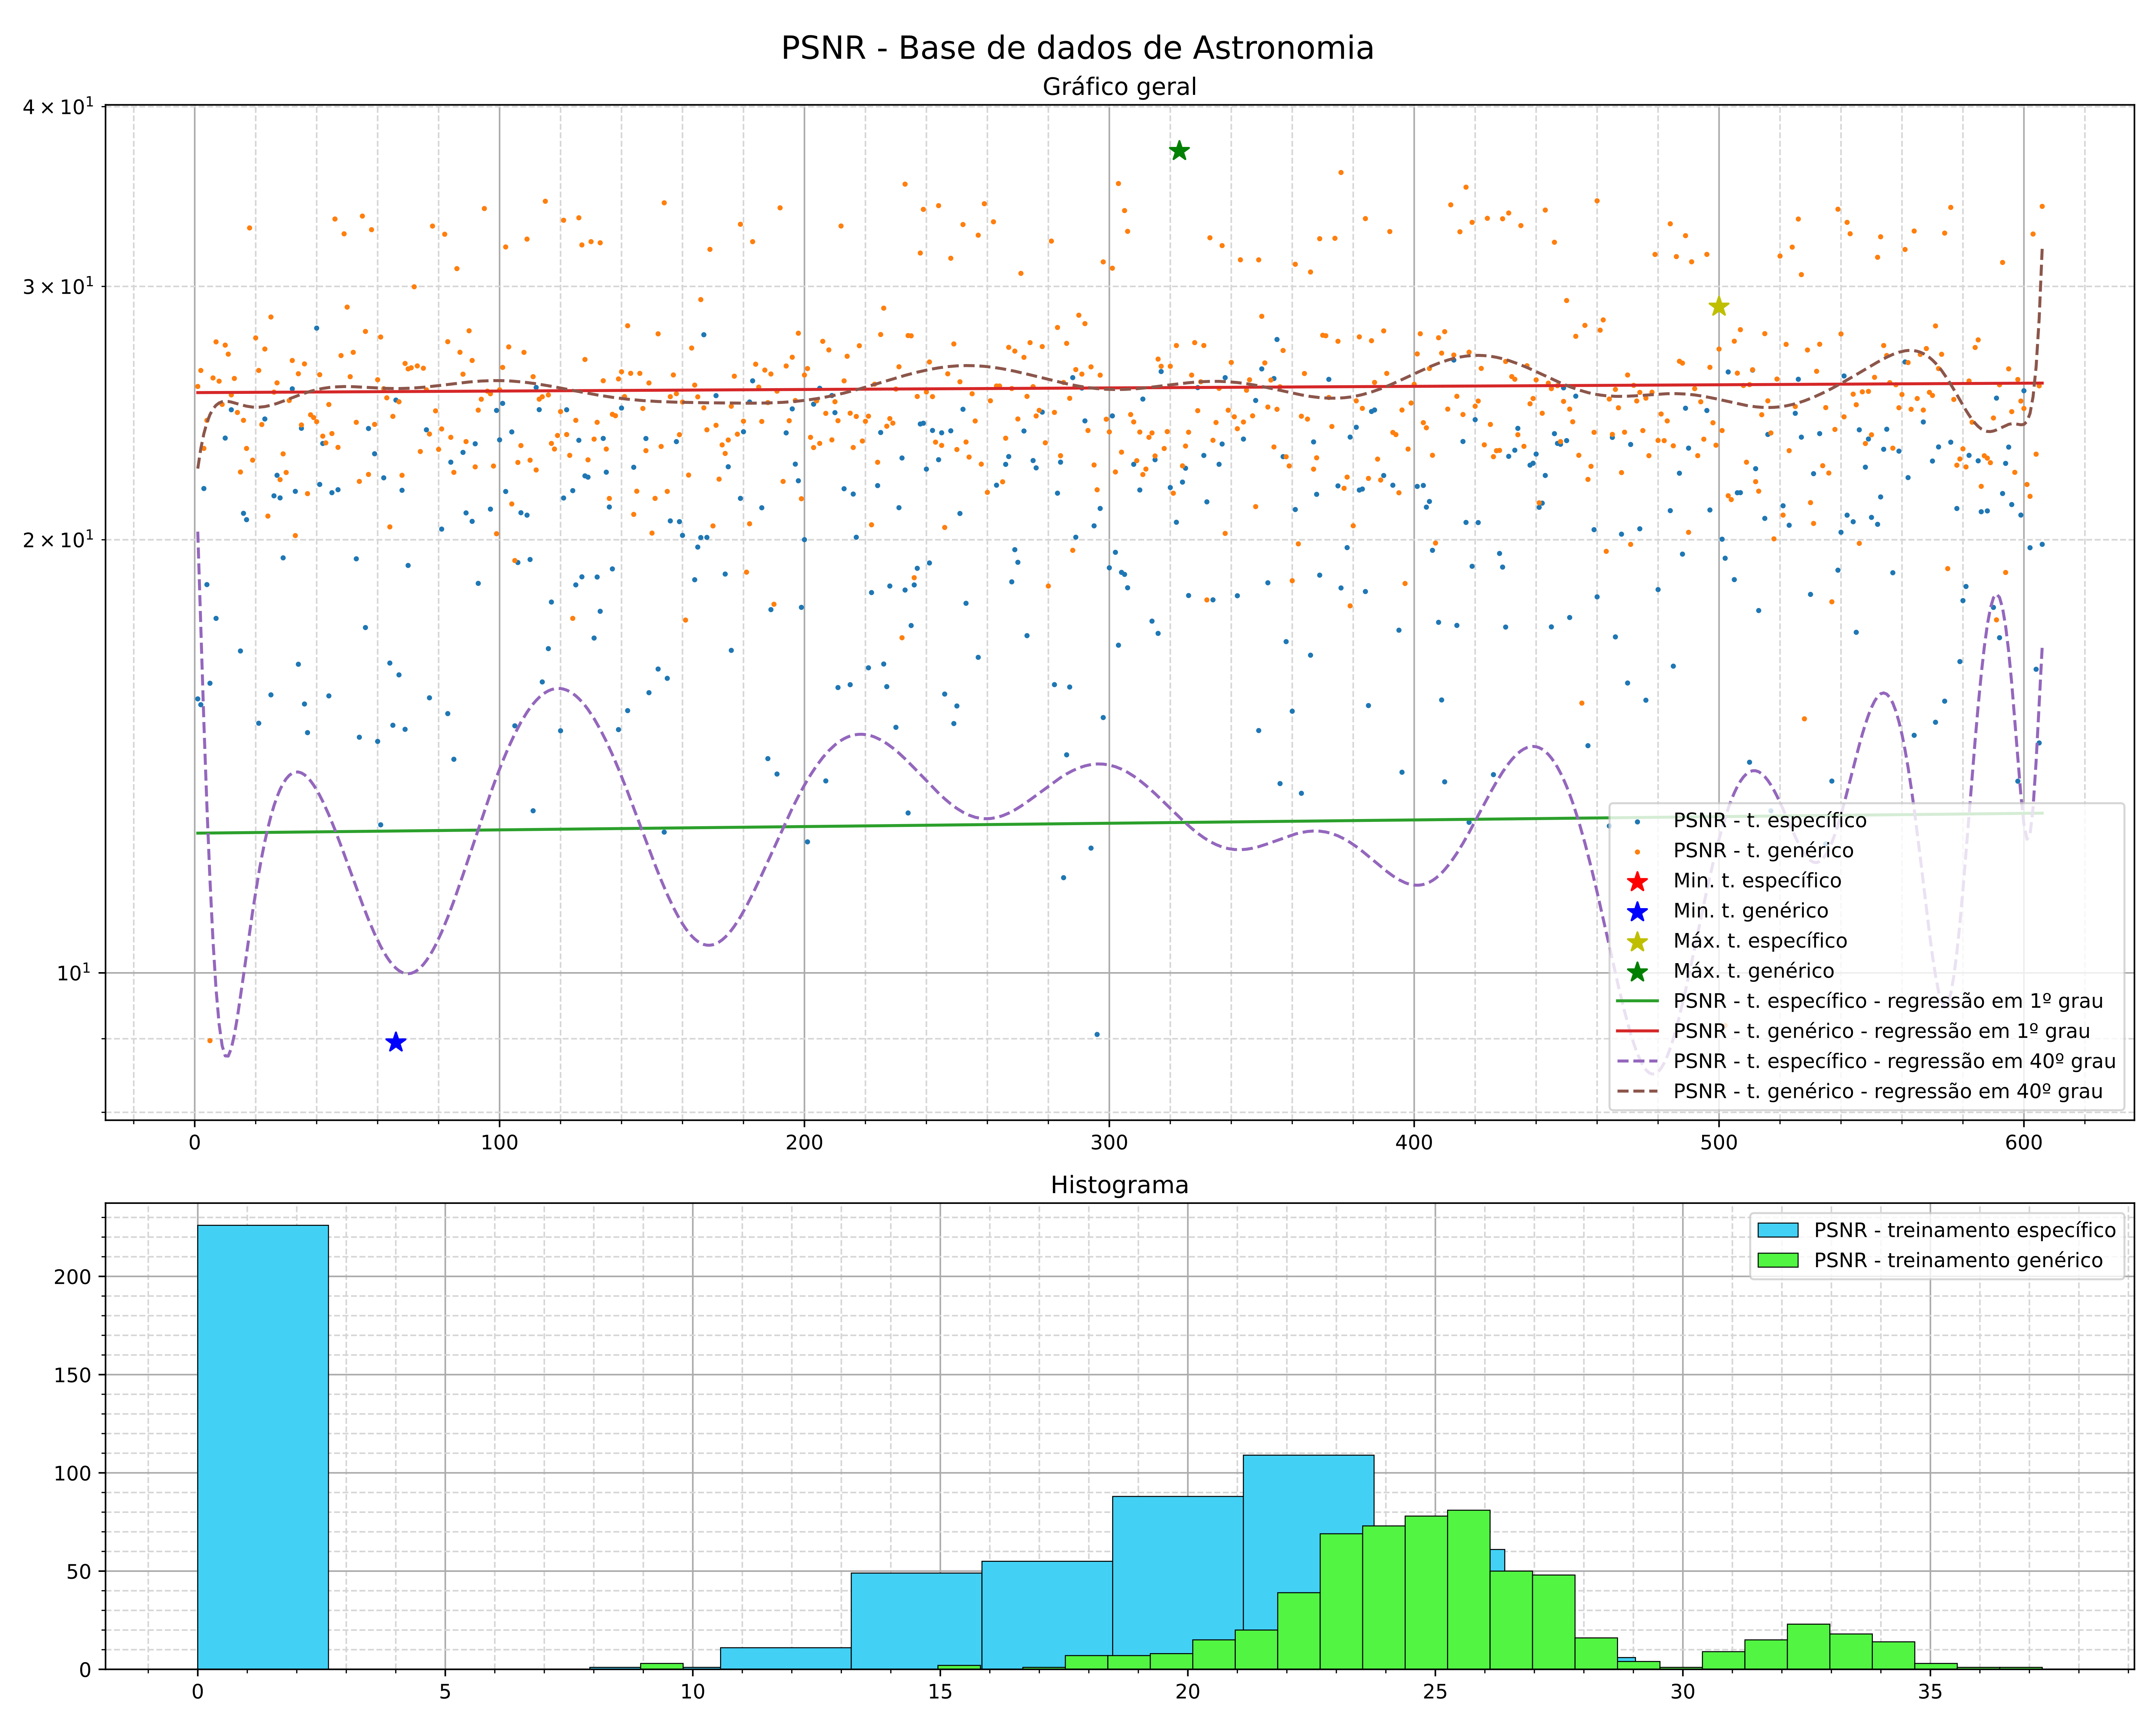 PSNR - Base de dados de Astronomia
Gráfico geral
4 × 10¹
3 × 10¹
2 × 10¹
10¹
0 100 200 300 400 500 600
PSNR - t. específico
PSNR - t. genérico
Min. t. específico
Min. t. genérico
Máx. t. específico
Máx. t. genérico
PSNR - t. específico - regressão em 1º grau
PSNR - t. genérico - regressão em 1º grau
PSNR - t. específico - regressão em 40º grau
PSNR - t. genérico - regressão em 40º grau
Histograma
200
150
100
50
0
0 5 10 15 20 25 30 35
PSNR - treinamento específico
PSNR - treinamento genérico